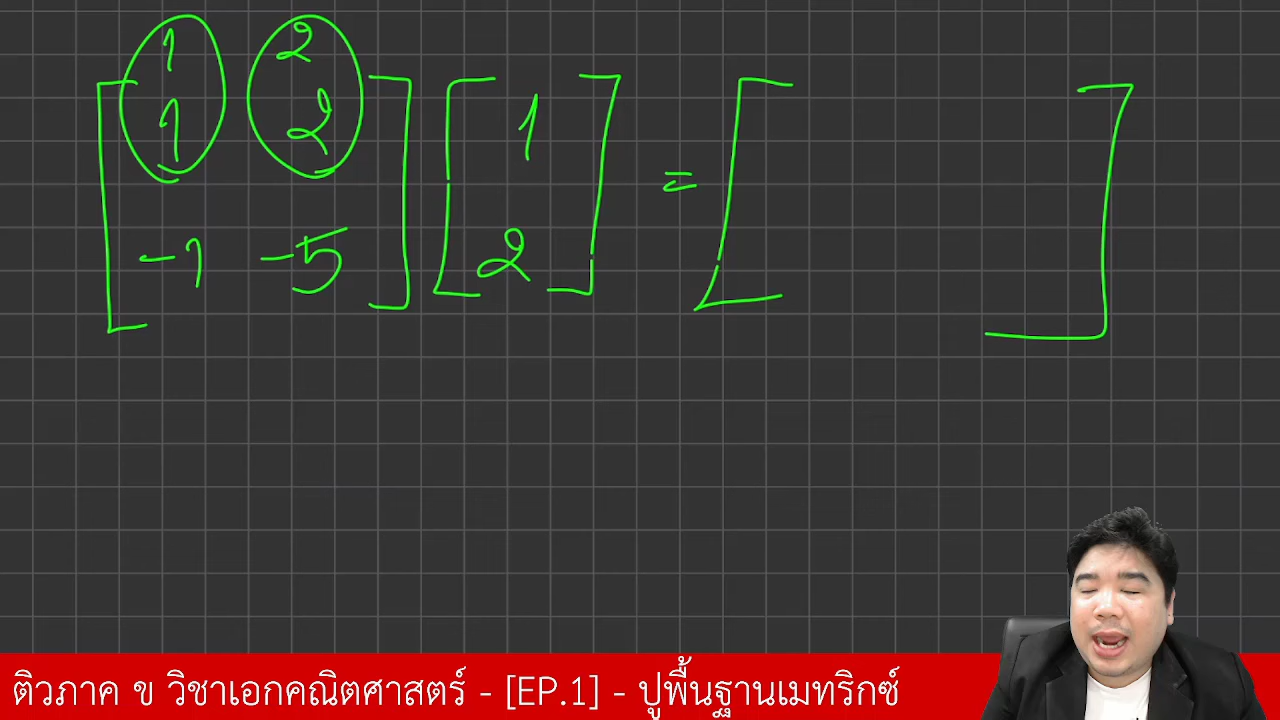 1 2
[ 1 2 ] [ 1 ] = [ ]
-1 -5 2
ติวภาค ข วิชาเอกคณิตศาสตร์ - [EP.1] - ปูพื้นฐานเมทริกซ์